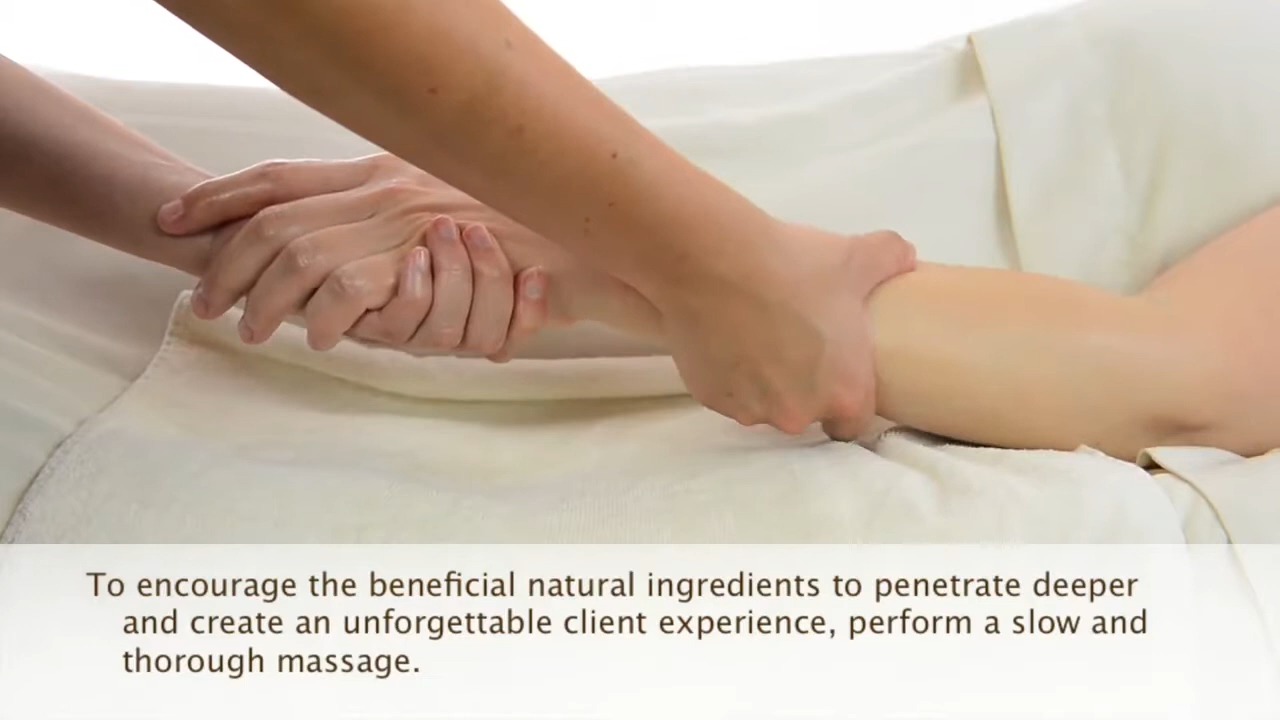 To encourage the beneficial natural ingredients to penetrate deeper
and create an unforgettable client experience, perform a slow and
thorough massage.